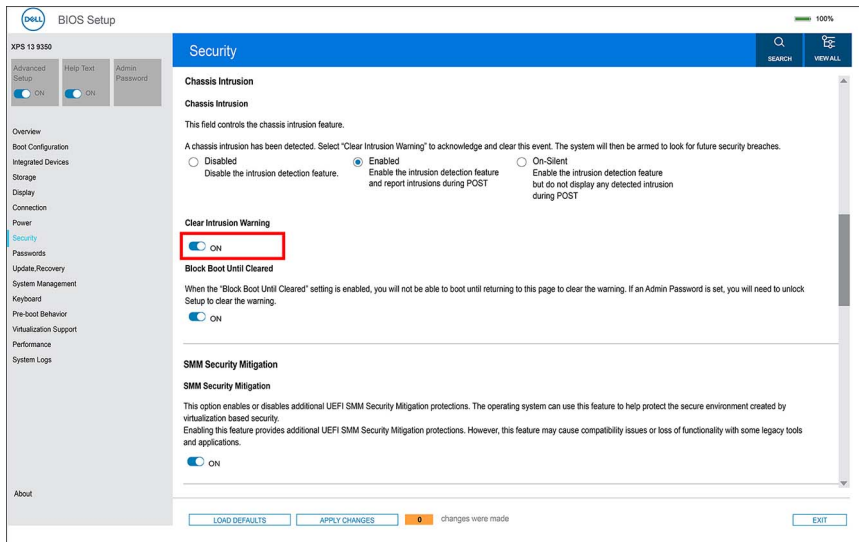 DELL
BIOS Setup
100%
XPS 13 9350
Advanced Setup
ON
Help Text
ON
Admin Password
Overview
Boot Configuration
Integrated Devices
Storage
Display
Connection
Power
Security
Passwords
Update,Recovery
System Management
Keyboard
Pre-boot Behavior
Virtualization Support
Performance
System Logs
About
Security
SEARCH
VIEW ALL
Chassis Intrusion
Chassis Intrusion
This field controls the chassis intrusion feature.
A chassis intrusion has been detected. Select “Clear Intrusion Warning” to acknowledge and clear this event. The system will then be armed to look for future security breaches.
Disabled
Disable the intrusion detection feature.
Enabled
Enable the intrusion detection feature
and report intrusions during POST
On-Silent
Enable the intrusion detection feature
but do not display any detected intrusion
during POST
Clear Intrusion Warning
ON
Block Boot Until Cleared
When the “Block Boot Until Cleared” setting is enabled, you will not be able to boot until returning to this page to clear the warning. If an Admin Password is set, you will need to unlock
Setup to clear the warning.
ON
SMM Security Mitigation
SMM Security Mitigation
This option enables or disables additional UEFI SMM Security Mitigation protections. The operating system can use this feature to help protect the secure environment created by
virtualization based security.
Enabling this feature provides additional UEFI SMM Security Mitigation protections. However, this feature may cause compatibility issues or loss of functionality with some legacy tools
and applications.
ON
LOAD DEFAULTS
APPLY CHANGES
0
changes were made
EXIT